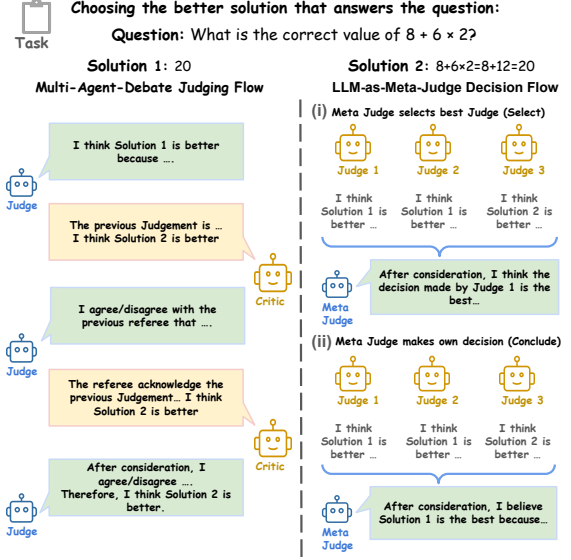 Choosing the better solution that answers the question:
Task
Question: What is the correct value of 8 + 6 × 2?
Solution 1: 20
Multi-Agent-Debate Judging Flow
I think Solution 1 is better
because ….
Judge
The previous Judgement is …
I think Solution 2 is better
Critic
I agree/disagree with the
previous referee that ….
Judge
The referee acknowledge the
previous Judgement… I think
Solution 2 is better
Critic
After consideration, I
agree/disagree ….
Therefore, I think Solution 2 is
better.
Judge
Solution 2: 8+6×2=8+12=20
LLM-as-Meta-Judge Decision Flow
(i) Meta Judge selects best Judge (Select)
Judge 1 Judge 2 Judge 3
I think I think I think
Solution 1 is Solution 1 is Solution 2 is
better … better … better …
After consideration, I think the
decision made by Judge 1 is the
best…
Meta
Judge
(ii) Meta Judge makes own decision (Conclude)
Judge 1 Judge 2 Judge 3
I think I think I think
Solution 1 is Solution 1 is Solution 2 is
better … better … better …
After consideration, I believe
Solution 1 is the best because…
Meta
Judge